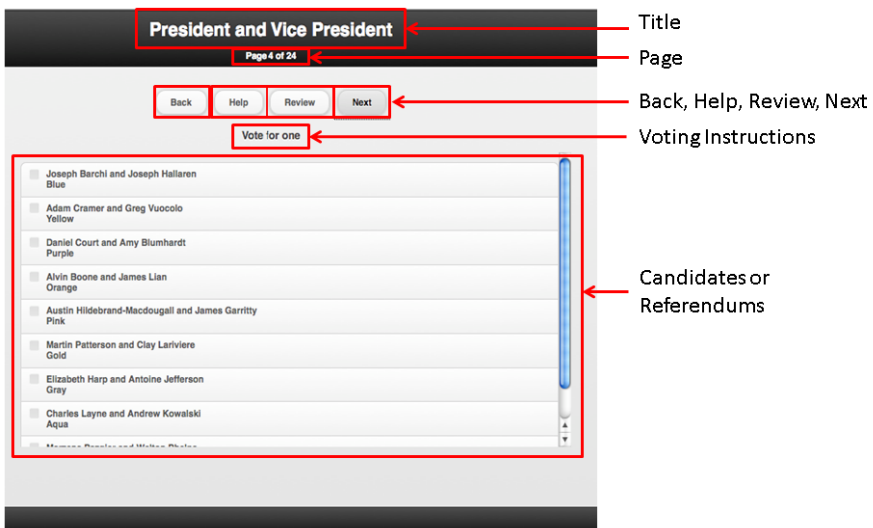 President and Vice President
Title
Page 4 of 24
Page
Back
Help
Review
Next
Back, Help, Review, Next
Vote for one
Voting Instructions
Joseph Barchi and Joseph Hallaren
Blue
Adam Cramer and Greg Vuocolo
Yellow
Daniel Court and Amy Blumhardt
Purple
Alvin Boone and James Lian
Orange
Austin Hildebrand-Macdougall and James Garritty
Pink
Martin Patterson and Clay Lariviere
Gold
Elizabeth Harp and Antoine Jefferson
Gray
Charles Layne and Andrew Kowalski
Aqua
Candidates or
Referendums